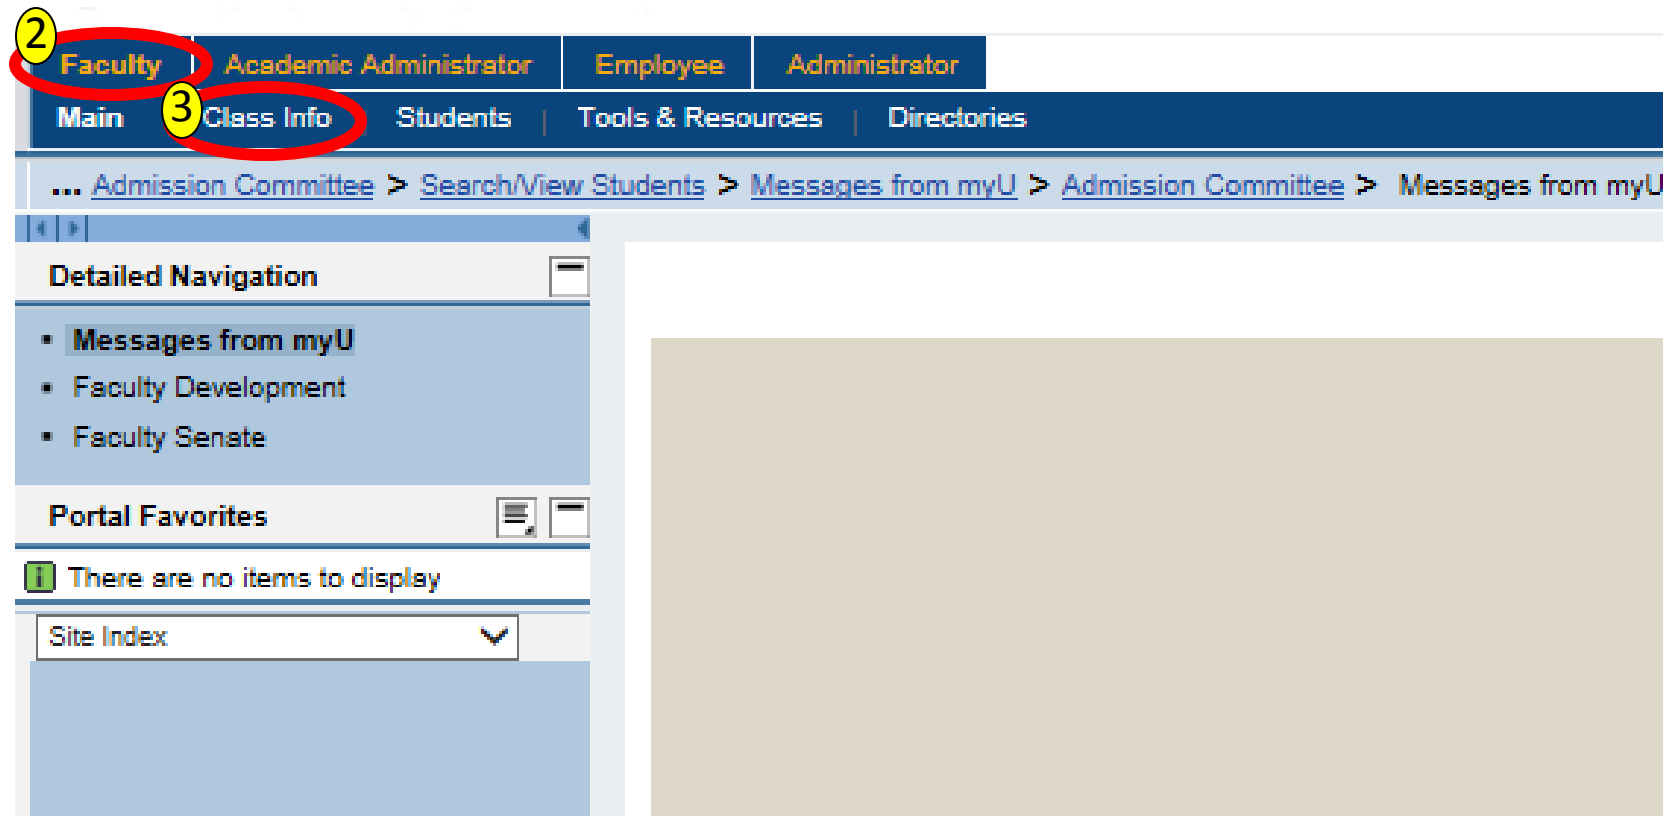 2
Faculty Academic Administrator Employee Administrator
3
Main Class Info | Students | Tools & Resources | Directories
... Admission Committee > Search/View Students > Messages from myU > Admission Committee > Messages from myU
Detailed Navigation
▪ Messages from myU
▪ Faculty Development
▪ Faculty Senate
Portal Favorites
i There are no items to display
Site Index